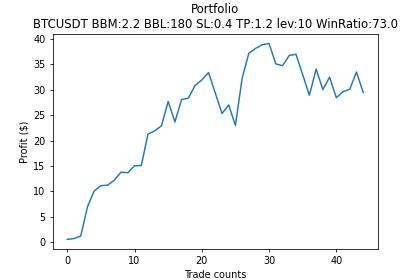 Portfolio
BTCUSDT BBM:2.2 BBL:180 SL:0.4 TP:1.2 lev:10 WinRatio:73.0
40
35
30
25
20
15
10
5
0
Profit ($)
0 10 20 30 40
Trade counts